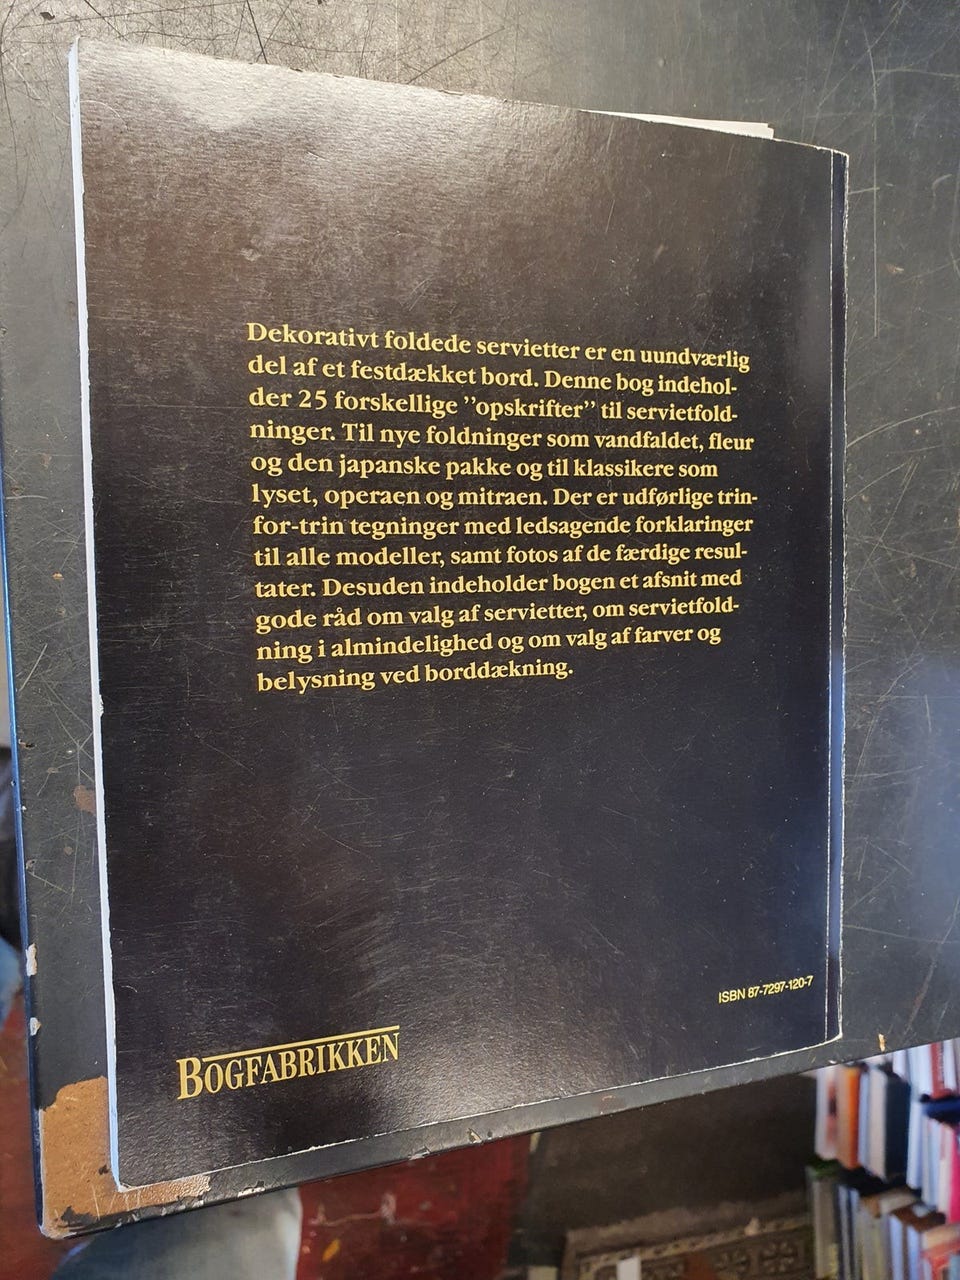 Dekorativt foldede servietter er en uundværlig
del af et festdækket bord. Denne bog indehol-
der 25 forskellige ”opskrifter” til servietfold-
ninger. Til nye foldninger som vandfaldet, fleur
og den japanske pakke og til klassikere som
lyset, operaen og mitraen. Der er udførlige trin-
for-trin tegninger med ledsagende forklaringer
til alle modeller, samt fotos af de færdige resul-
tater. Desuden indeholder bogen et afsnit med
gode råd om valg af servietter, om servietfold-
ning i almindelighed og om valg af farver og
belysning ved borddækning.
ISBN 87-7297-120-7
BOGFABRIKKEN